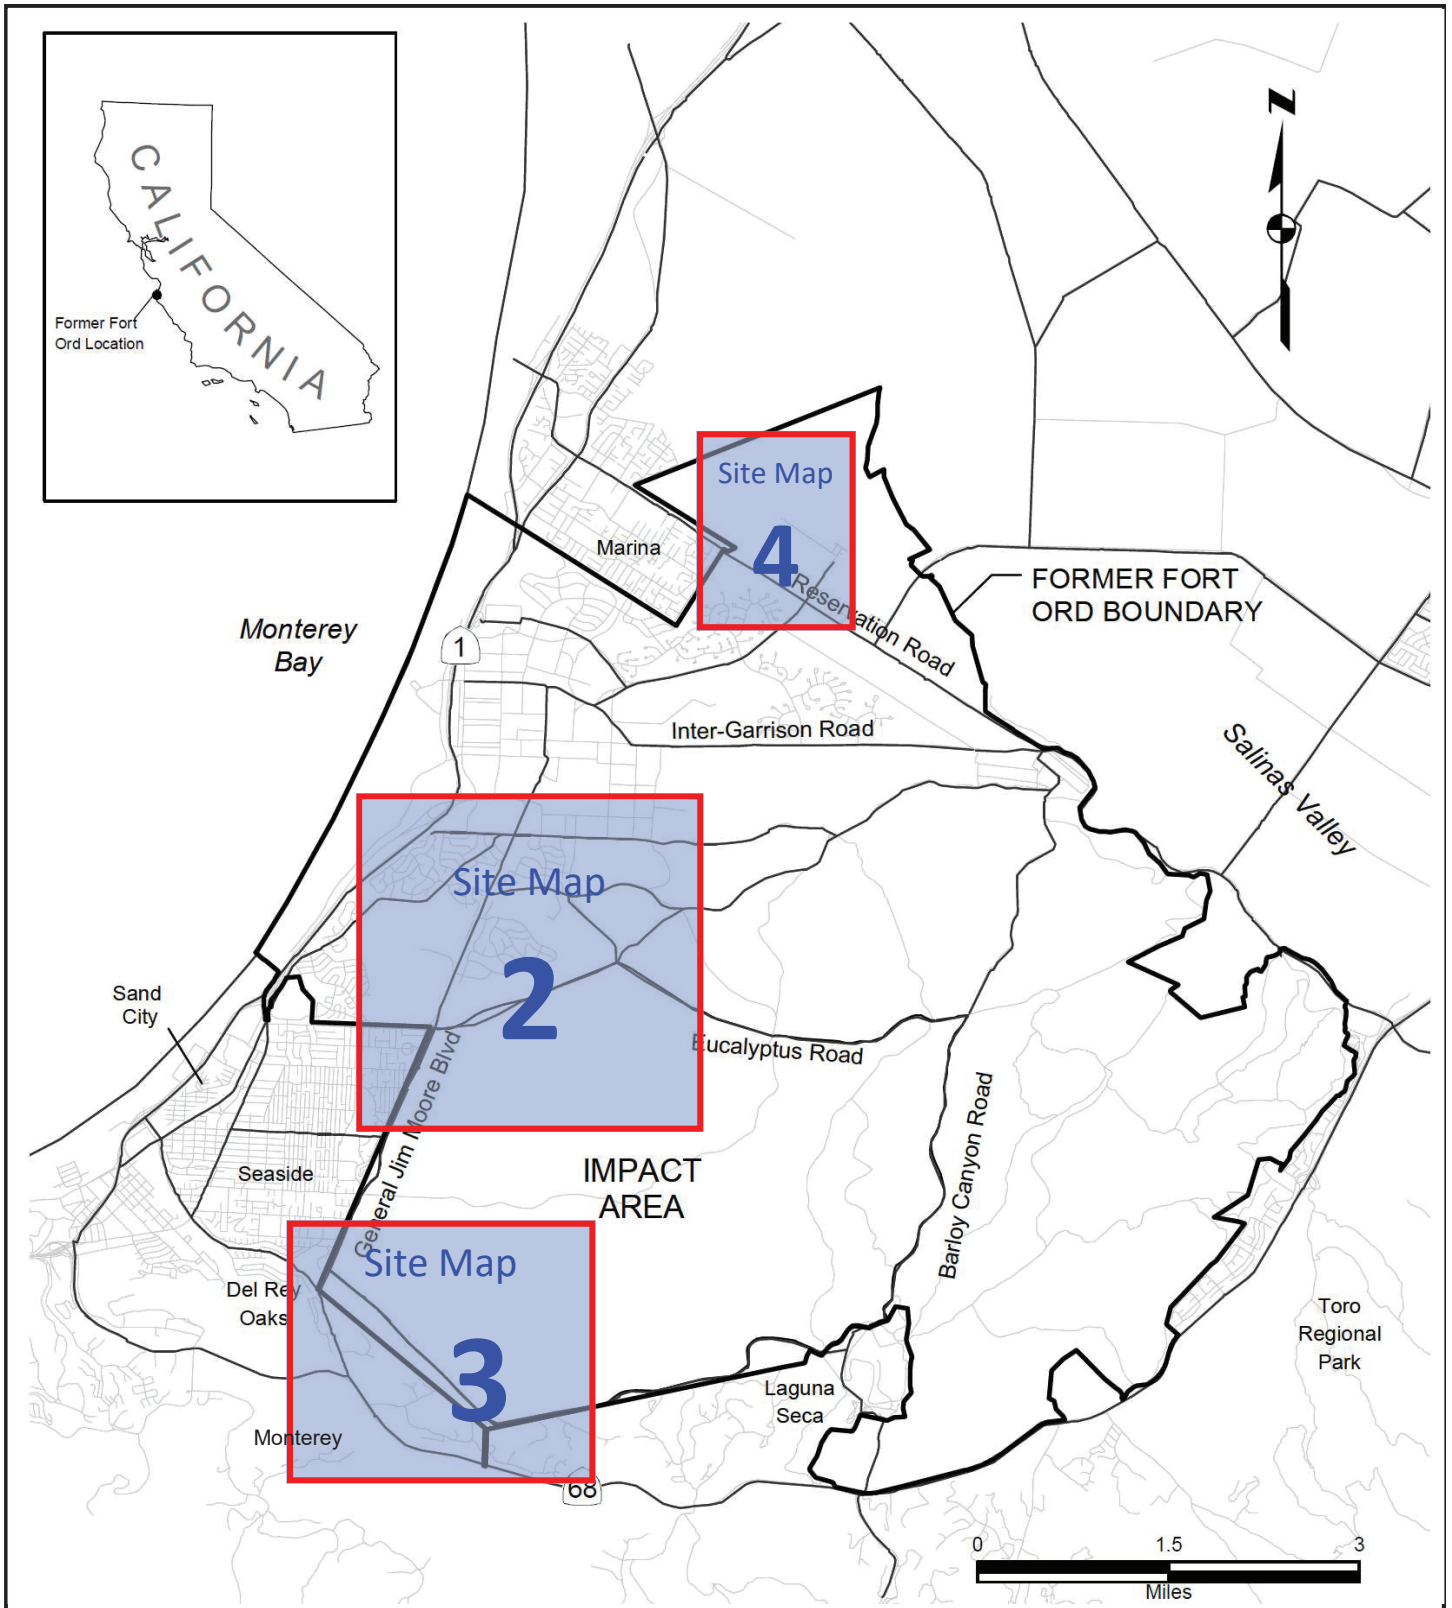 CALIFORNIA
Former Fort
Ord Location
N
Site Map
4
Marina
Reservation Road
FORMER FORT
ORD BOUNDARY
Monterey
Bay
1
Inter-Garrison Road
Salinas Valley
Site Map
2
Sand
City
Eucalyptus Road
General Jim Moore Blvd
Barloy Canyon Road
Seaside
IMPACT
AREA
Site Map
3
Del Rey
Oaks
Toro
Regional
Park
Laguna
Seca
Monterey
68
0 1.5 3
Miles